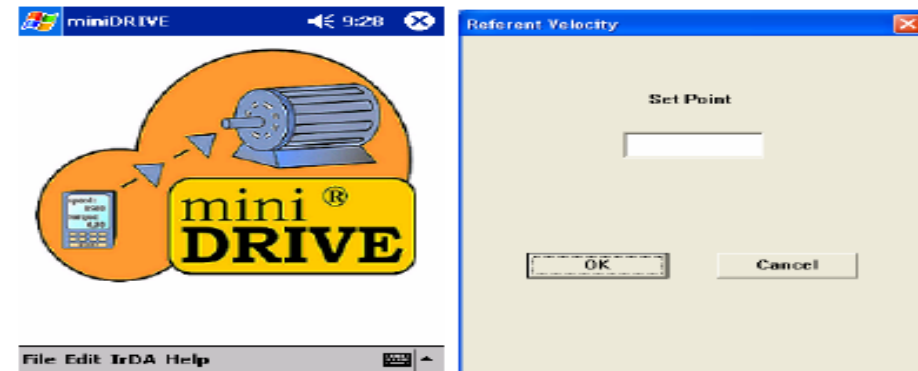 miniDRIVE 9:28
mini ®
DRIVE
File Edit IrDA Help
Referent Velocity
Set Point
OK Cancel